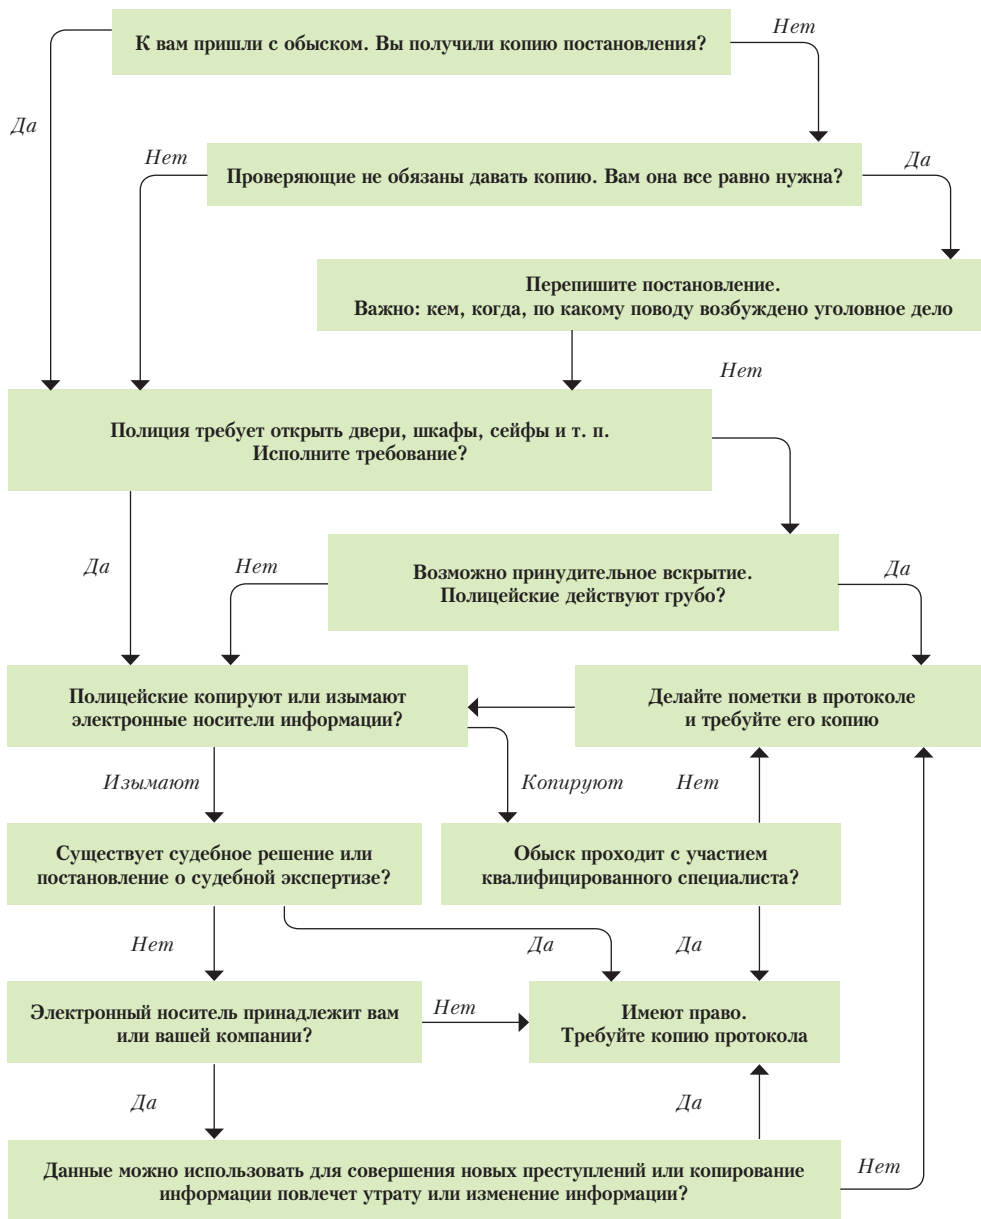 К вам пришли с обыском. Вы получили копию постановления?
Нет
Да
Нет
Проверяющие не обязаны давать копию. Вам она все равно нужна?
Да
Перепишите постановление.
Важно: кем, когда, по какому поводу возбуждено уголовное дело
Нет
Полиция требует открыть двери, шкафы, сейфы и т. п.
Исполните требование?
Да
Нет
Возможно принудительное вскрытие.
Полицейские действуют грубо?
Да
Полицейские копируют или изымают
электронные носители информации?
Делайте пометки в протоколе
и требуйте его копию
Изымают
Копируют
Нет
Существует судебное решение или
постановление о судебной экспертизе?
Обыск проходит с участием
квалифицированного специалиста?
Нет
Да
Да
Электронный носитель принадлежит вам
или вашей компании?
Нет
Имеют право.
Требуйте копию протокола
Да
Да
Данные можно использовать для совершения новых преступлений или копирование
информации повлечет утрату или изменение информации?
Нет